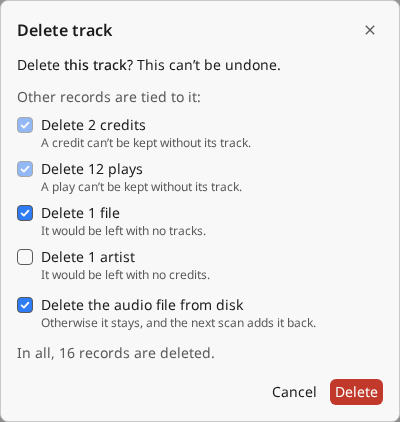 Delete track
Delete this track? This can’t be undone.
Other records are tied to it:
Delete 2 credits
A credit can’t be kept without its track.
Delete 12 plays
A play can’t be kept without its track.
Delete 1 file
It would be left with no tracks.
Delete 1 artist
It would be left with no credits.
Delete the audio file from disk
Otherwise it stays, and the next scan adds it back.
In all, 16 records are deleted.
Cancel Delete